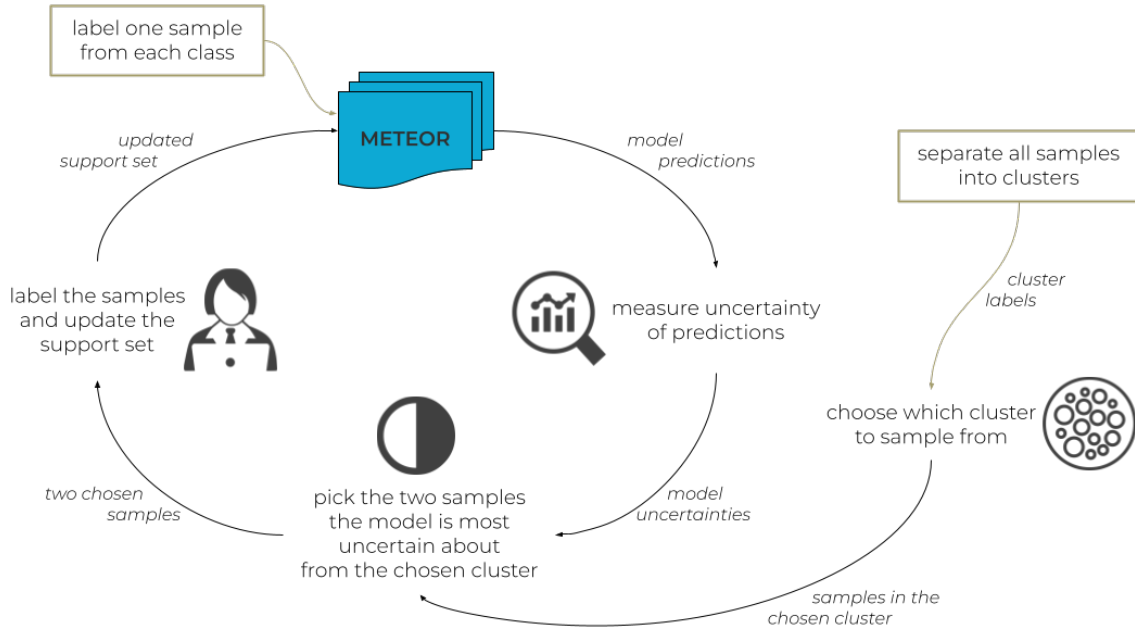 label one sample
from each class
METEOR
updated
support set
model
predictions
separate all samples
into clusters
label the samples
and update the
support set
measure uncertainty
of predictions
cluster
labels
choose which cluster
to sample from
two chosen
samples
pick the two samples
the model is most
uncertain about
from the chosen cluster
model
uncertainties
samples in the
chosen cluster